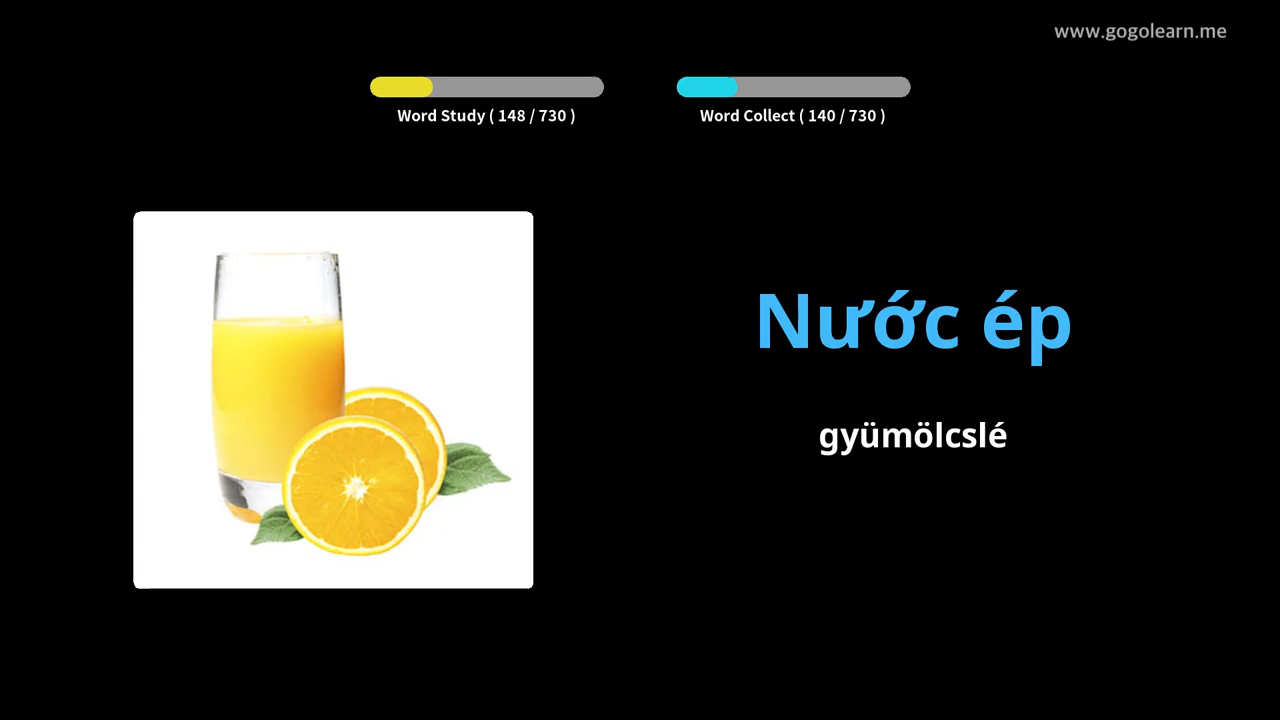 www.gogolearn.me
Word Study ( 148 / 730 )
Word Collect ( 140 / 730 )
Nước ép
gyümölcslé